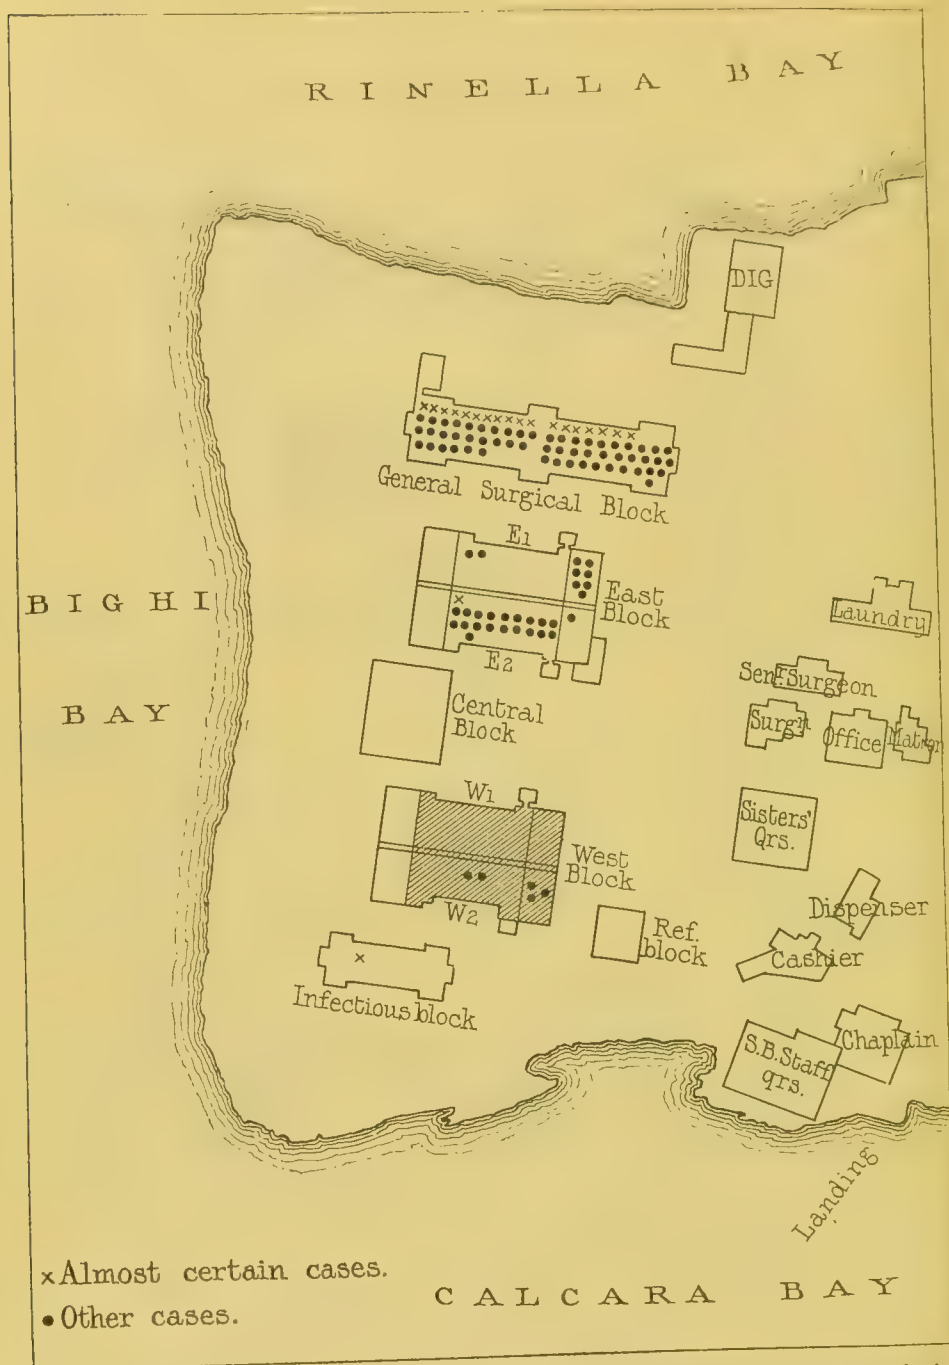 RINELLA BAY
DIG
General Surgical Block
E1
East
Block
E2
BIGHI
BAY
Laundry
Senr. Surgeon
Surgn
Office
Matron
Central
Block
W1
West
Block
W2
Sisters'
Qrs.
Dispenser
Ref.
block
Cashier
Infectious block
Chaplain
S.B. Staff
qrs.
Landing
x Almost certain cases.
• Other cases.
CALCARA BAY